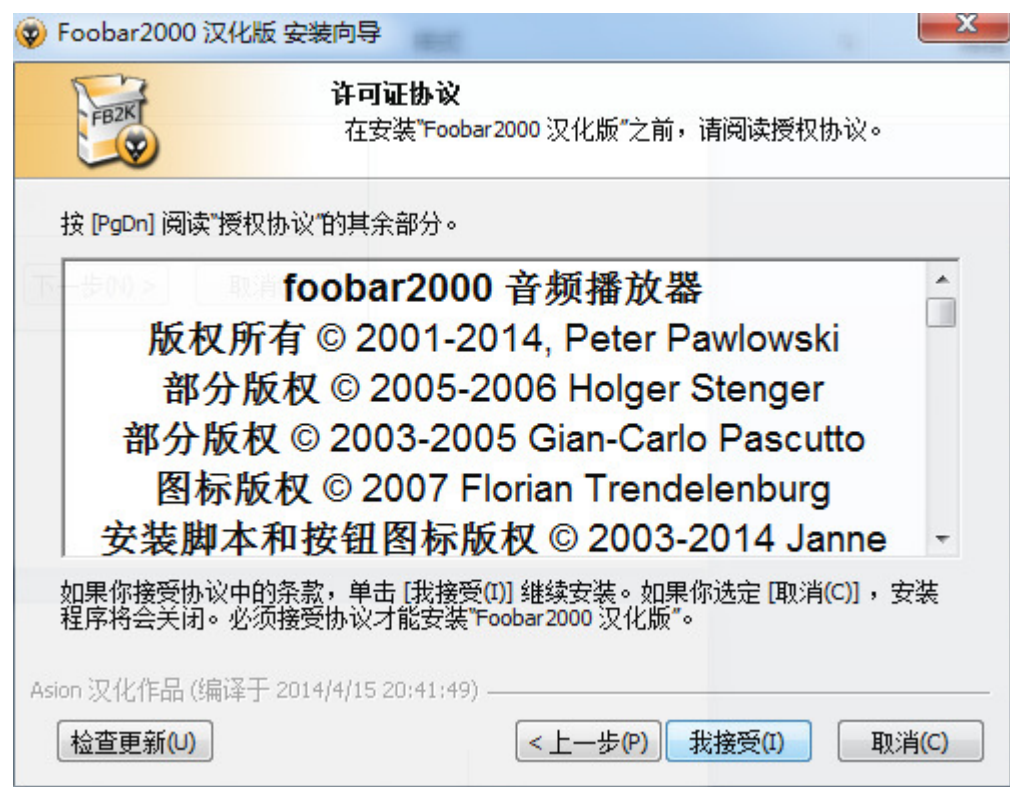 Foobar2000 汉化版 安装向导
FB2K
许可证协议
在安装"Foobar2000 汉化版"之前，请阅读授权协议。
按 [PgDn] 阅读"授权协议"的其余部分。
下一步(N) >
取消
foobar2000 音频播放器
版权所有 © 2001-2014, Peter Pawlowski
部分版权 © 2005-2006 Holger Stenger
部分版权 © 2003-2005 Gian-Carlo Pascutto
图标版权 © 2007 Florian Trendelenburg
安装脚本和按钮图标版权 © 2003-2014 Janne
如果你接受协议中的条款，单击 [我接受(I)] 继续安装。如果你选定 [取消(C)] ，安装
程序将会关闭。必须接受协议才能安装"Foobar2000 汉化版"。
Asion 汉化作品 (编译于 2014/4/15 20:41:49)
检查更新(U)
< 上一步(P)
我接受(I)
取消(C)